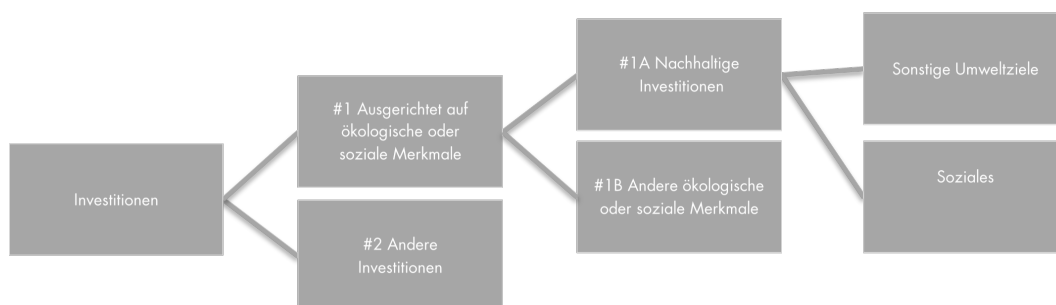 Investitionen
#1 Ausgerichtet auf
ökologische oder
soziale Merkmale
#2 Andere
Investitionen
#1A Nachhaltige
Investitionen
#1B Andere ökologische
oder soziale Merkmale
Sonstige Umweltziele
Soziales